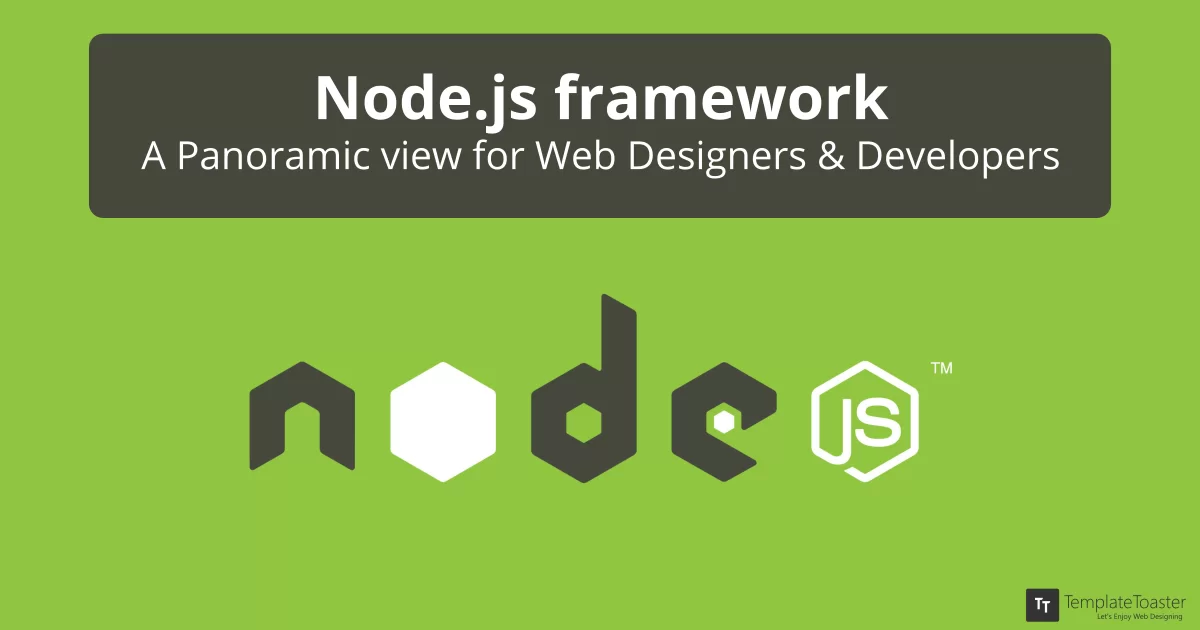 Node.js framework
A Panoramic view for Web Designers & Developers
node JS ™
TT TemplateToaster
Let's Enjoy Web Designing